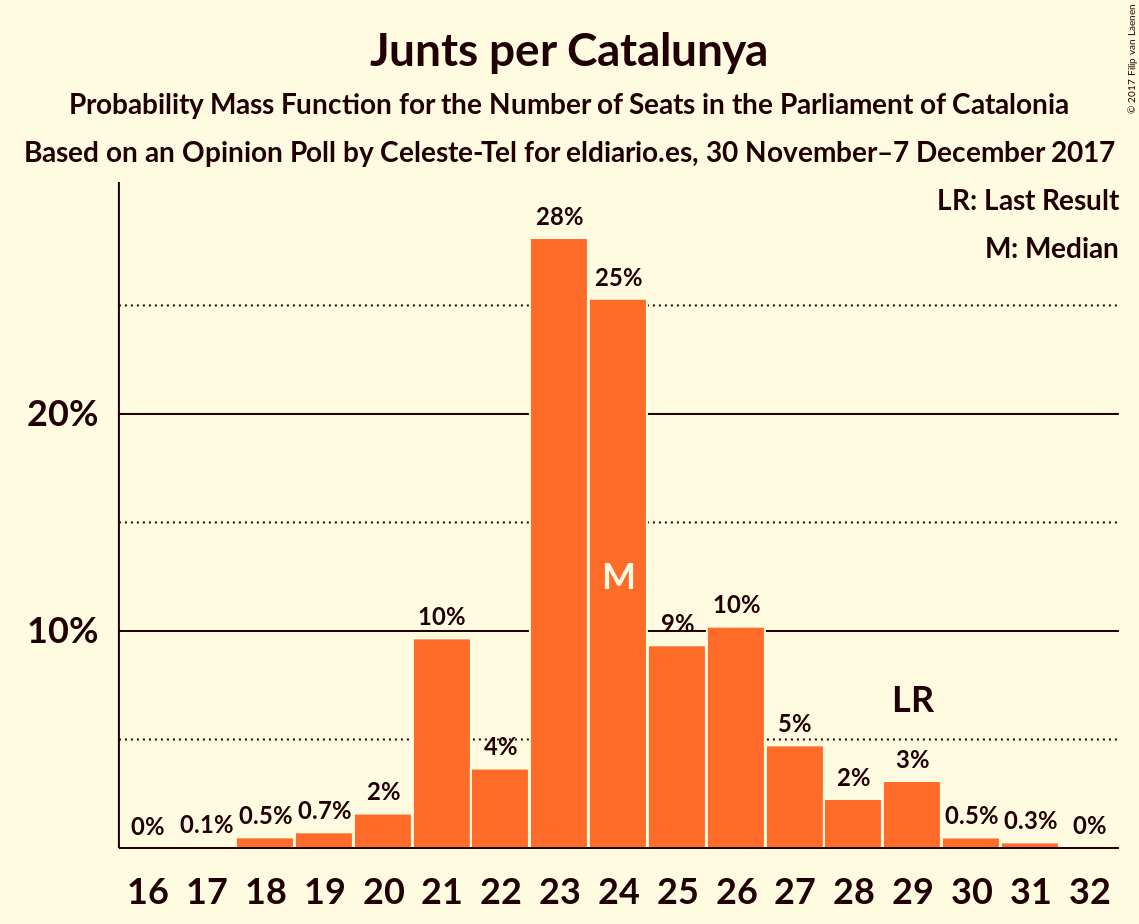 Junts per Catalunya
Probability Mass Function for the Number of Seats in the Parliament of Catalonia
Based on an Opinion Poll by Celeste-Tel for eldiario.es, 30 November–7 December 2017
© 2017 Filip van Laenen
LR: Last Result
M: Median
28%
25%
20%
M
10%
10%
9%
10%
LR
4%
5%
3%
2%
2%
0%
0.1%
0.5%
0.7%
0.5%
0.3%
0%
16 17 18 19 20 21 22 23 24 25 26 27 28 29 30 31 32